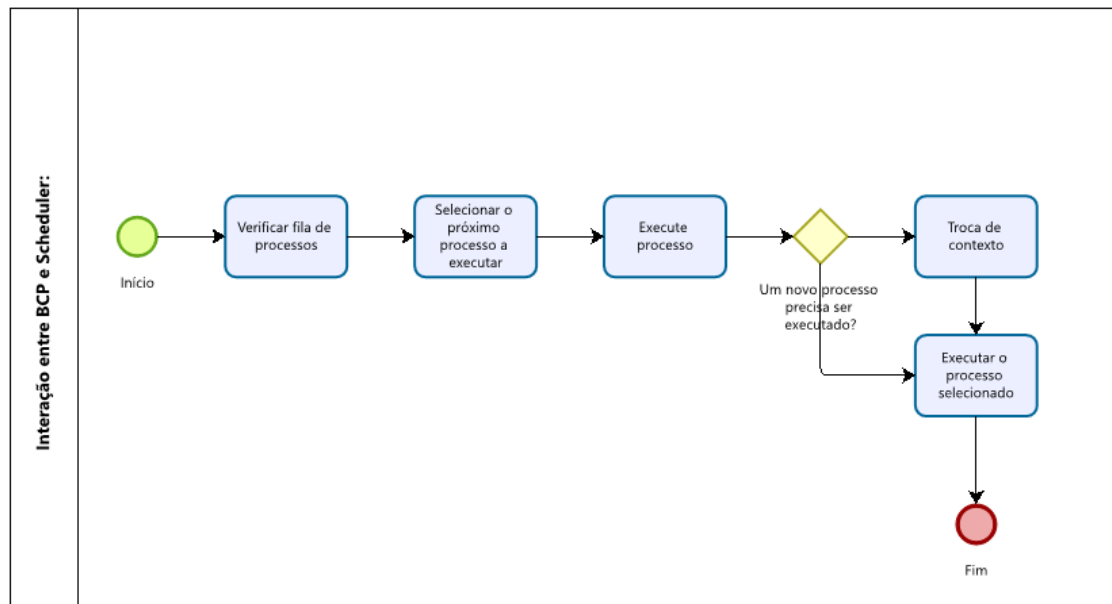 Interação entre BCP e Scheduler:
Início
Verificar fila de
processos
Selecionar o
próximo
processo a
executar
Execute
processo
Um novo processo
precisa ser
executado?
Troca de
contexto
Executar o
processo
selecionado
Fim